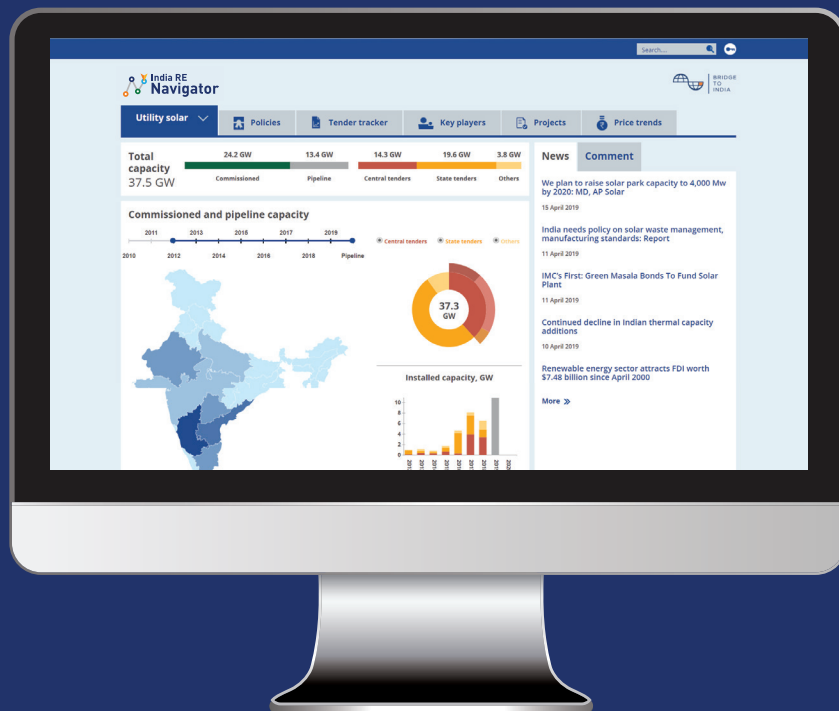 Search....
India RE
Navigator
BRIDGE
TO
INDIA
Utility solar
Policies
Tender tracker
Key players
Projects
Price trends
Total
capacity
37.5 GW
24.2 GW 13.4 GW 14.3 GW 19.6 GW 3.8 GW
Commissioned Pipeline Central tenders State tenders Others
News Comment
We plan to raise solar park capacity to 4,000 Mw
by 2020: MD, AP Solar
15 April 2019
India needs policy on solar waste management,
manufacturing standards: Report
11 April 2019
IMC's First: Green Masala Bonds To Fund Solar
Plant
11 April 2019
Continued decline in Indian thermal capacity
additions
10 April 2019
Renewable energy sector attracts FDI worth
$7.48 billion since April 2000
More
Commissioned and pipeline capacity
2011 2013 2015 2017 2019
2010 2012 2014 2016 2018 Pipeline
Central tenders State tenders Others
37.3
GW
Installed capacity, GW
10
8
6
4
2
0